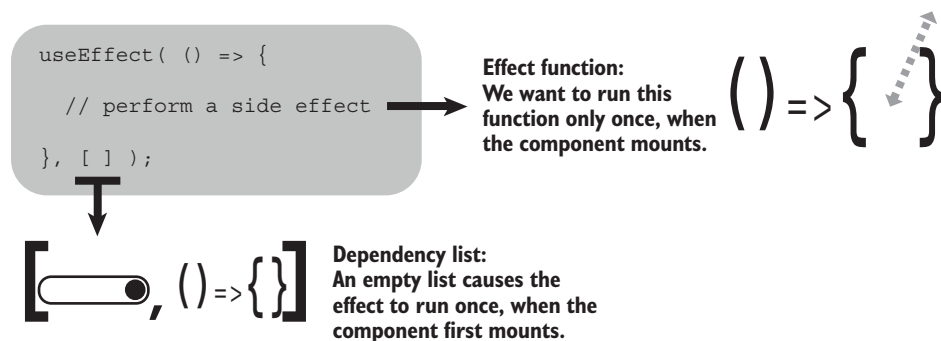 useEffect( () => {
// perform a side effect
}, [ ] );
Effect function:
We want to run this
function only once, when
the component mounts.
() => { }
[ , () => {} ]
Dependency list:
An empty list causes the
effect to run once, when the
component first mounts.